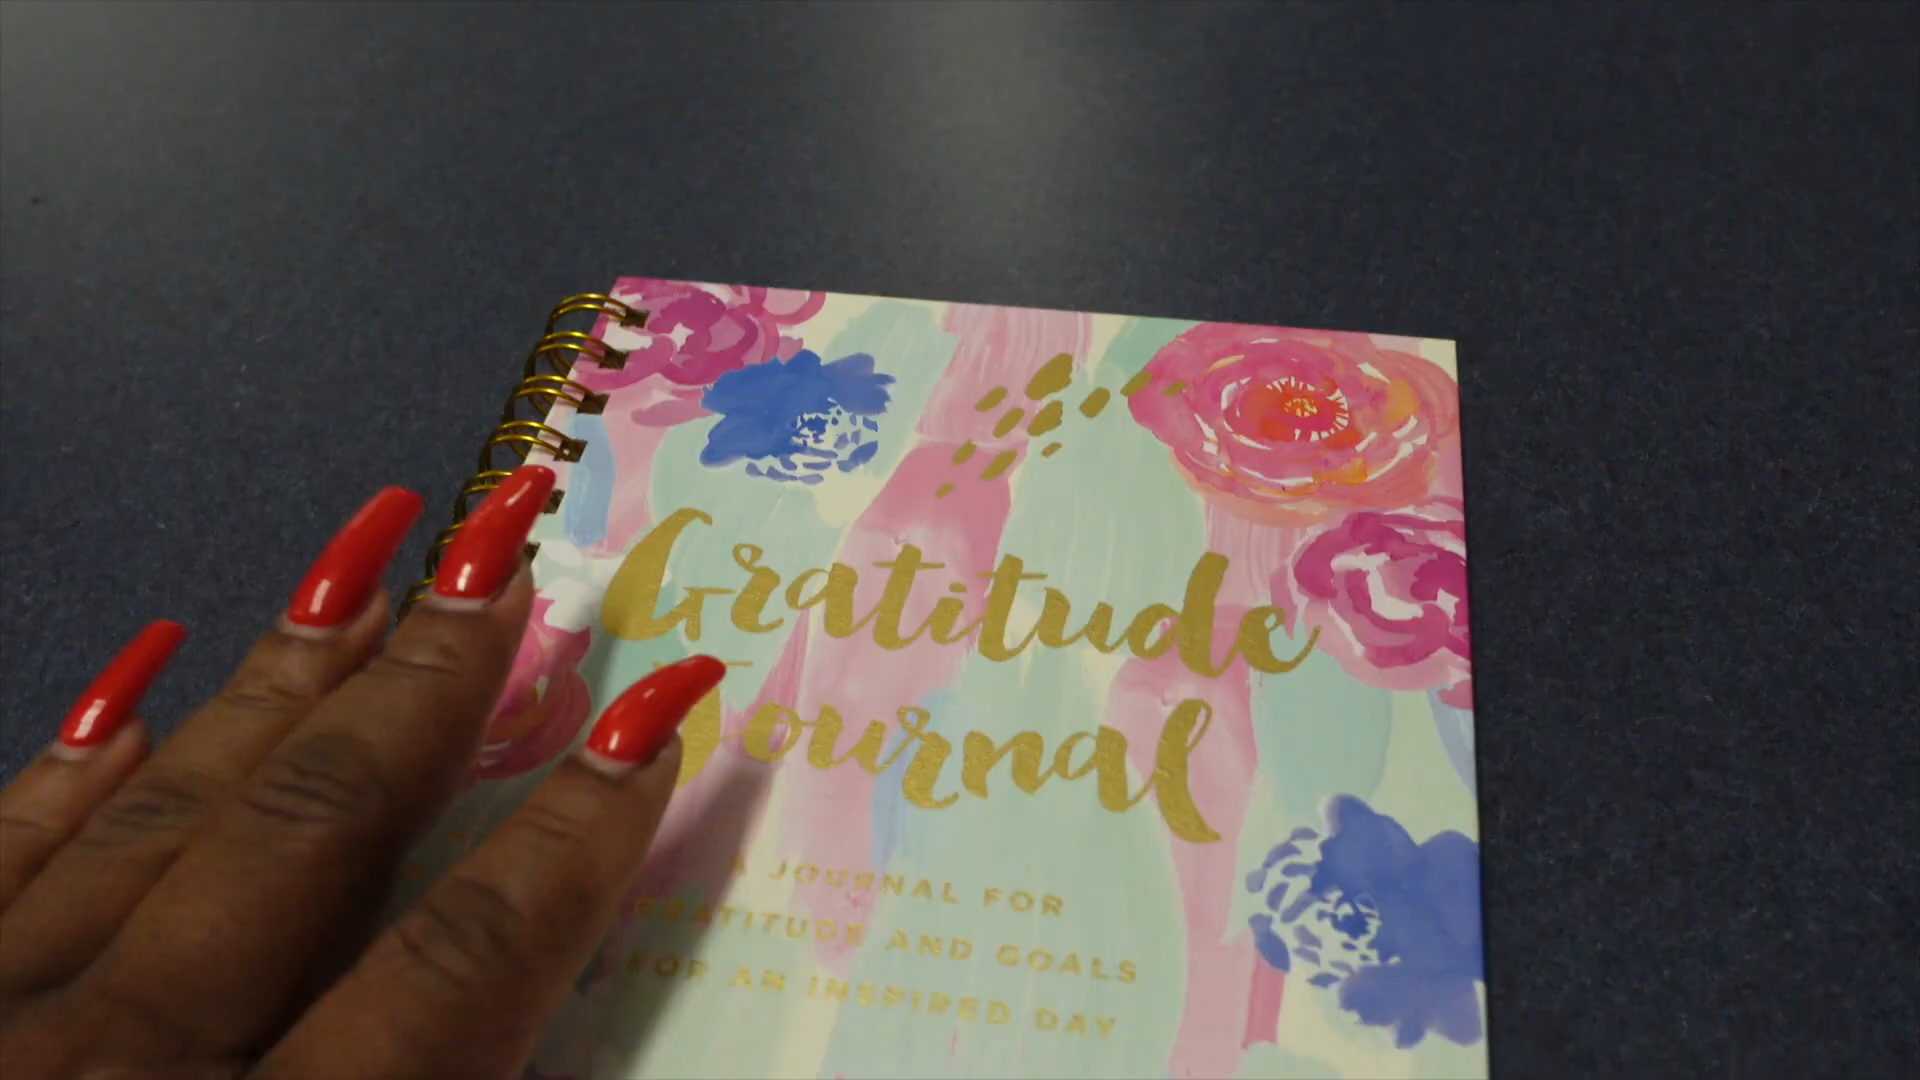 Gratitude
Journal
A JOURNAL FOR
GRATITUDE AND GOALS
FOR AN INSPIRED DAY